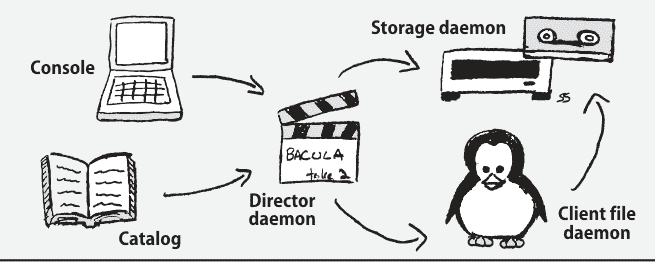 Storage daemon
Console
BACULA
take 2
Director
daemon
Catalog
Client file
daemon